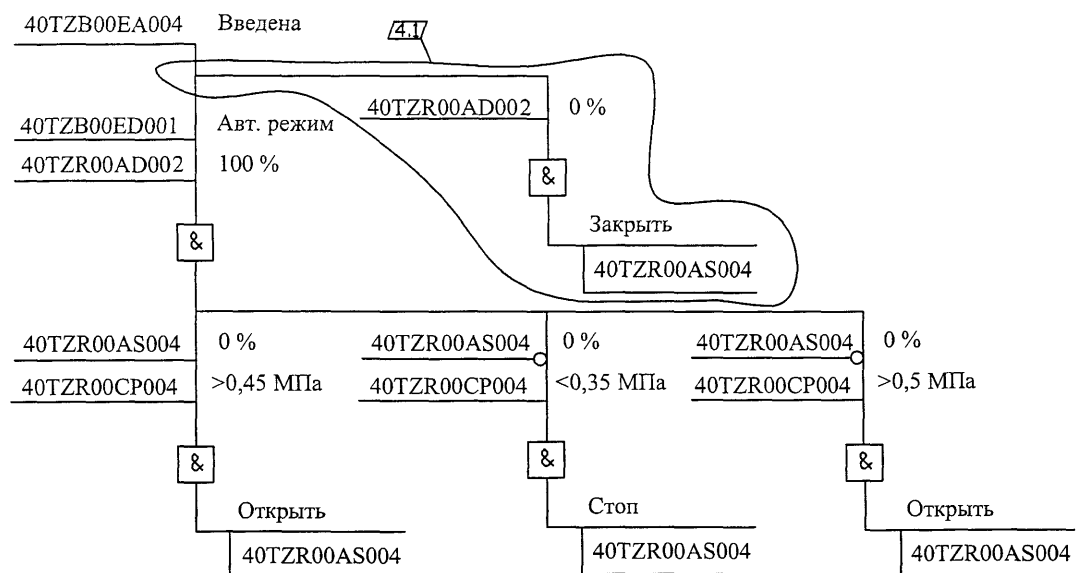 40TZB00EA004 Введена
4.1
40TZR00AD002 0 %
40TZB00ED001 Авт. режим
40TZR00AD002 100 %
&
Закрыть
&
40TZR00AS004
40TZR00AS004 0 % 40TZR00AS004 0 % 40TZR00AS004 0 %
40TZR00CP004 >0,45 МПа 40TZR00CP004 <0,35 МПа 40TZR00CP004 >0,5 МПа
& & &
Открыть Стоп Открыть
40TZR00AS004 40TZR00AS004 40TZR00AS004